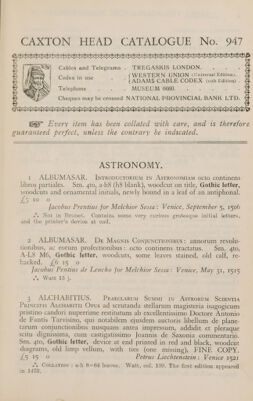 CAXTON HEAD CATALOGUE No. 947
Cables and Telegrams . TREGASKIS LONDON.
Codes in use . . { WESTERN UNION (Universal Edition).
ADAMS CABLE CODEX (10th Edition)
Telephone . . . MUSEUM
Cheques may be crossed NATIONAL PROVINCIAL BANK LTD.
☞ Every item has been collated with care, and is therefore
guaranteed perfect, unless the contrary be indicated.
ASTRONOMY.
1 ALBUMASAR. Introductorium in Astronomiam octo continens
libros partiales. Sm. 4to, a-h8 (h8 blank), woodcut on title, Gothic letter,
woodcuts and ornamental initials, newly bound in a leaf of an antiphonal.
£5 10 0
Jacobus Pentius for Melchior Sessa: Venice, September 5, 1506
∴ Not in Brunet. Contains some very curious grotesque initial letters,
and the printer's device at end.
2 ALBUMASAR. De Magnis Conjunctionibus: annorum revolu-
tionibus, ac eorum profectionibus: octo continens tractatus. Sm. 4to,
A-L8 M6, Gothic letter, woodcuts, some leaves stained, old calf, re-
backed. £6 15 0
Jacobus Pentius de Leucho for Melchior Sessa: Venice, May 31, 1515
∴ Watt 15
3 ALCHABITIUS. Praeclarum Summi in Astrorum Scientia
Principis Alchabitii Opus ad scrutanda stellarum magisteria isagogicum
pristino candori nuperrime restitutum ab excellentissimo Doctore Antonio
de Fantis Tarvisino, qui notabilem ejusdem auctoris libellum de plane-
tarum conjunctionibus nusquam antea impressum, addidit et pleraque
scitu dignissima, cum castigatissimo Joannis de Saxonia commentario.
Sm. 4to, Gothic letter, device at end printed in red and black, woodcut
diagrams, old limp vellum, with ties (one missing), FINE COPY.
£5 15 0 Petrus Liechtenstein: Venice 1521
∴ Collation: a-h 8=64 leaves. Watt, col. The first edition appeared
in